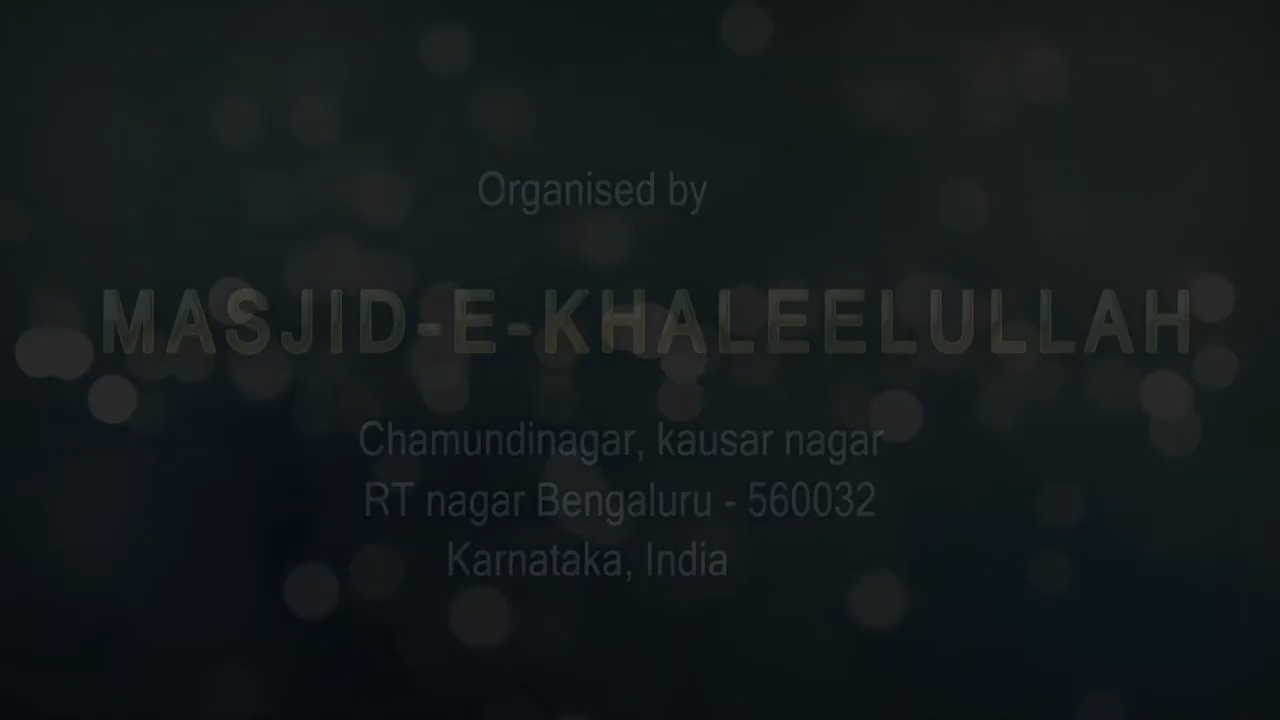 Organised by
MASJID-E-KHALEELULLAH
Chamundinagar, kausar nagar
RT nagar Bengaluru - 560032
Karnataka, India